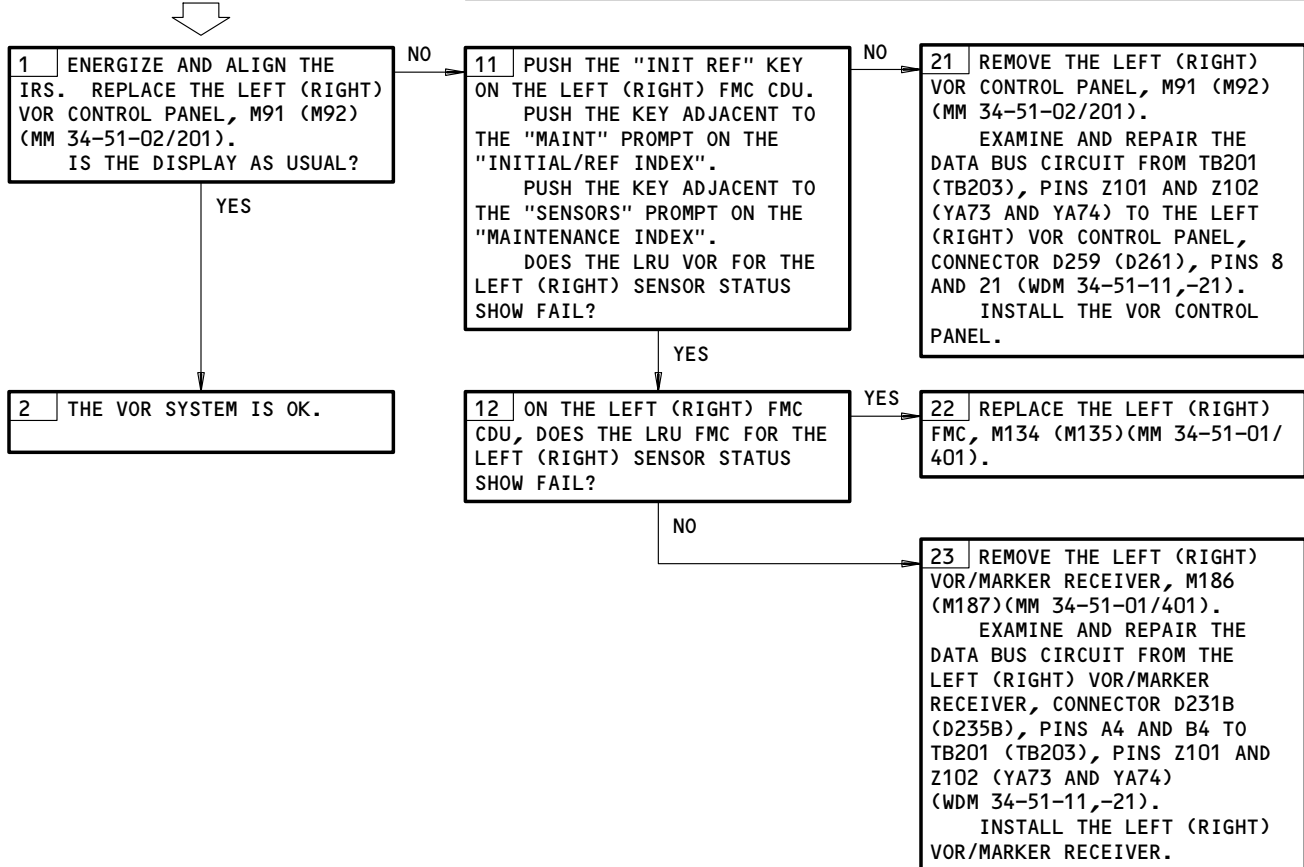 1 ENERGIZE AND ALIGN THE
IRS. REPLACE THE LEFT (RIGHT)
VOR CONTROL PANEL, M91 (M92)
(MM 34-51-02/201).
IS THE DISPLAY AS USUAL?
NO
YES
2 THE VOR SYSTEM IS OK.
11 PUSH THE "INIT REF" KEY
ON THE LEFT (RIGHT) FMC CDU.
PUSH THE KEY ADJACENT TO
THE "MAINT" PROMPT ON THE
"INITIAL/REF INDEX".
PUSH THE KEY ADJACENT TO
THE "SENSORS" PROMPT ON THE
"MAINTENANCE INDEX".
DOES THE LRU VOR FOR THE
LEFT (RIGHT) SENSOR STATUS
SHOW FAIL?
NO
YES
12 ON THE LEFT (RIGHT) FMC
CDU, DOES THE LRU FMC FOR THE
LEFT (RIGHT) SENSOR STATUS
SHOW FAIL?
YES
NO
21 REMOVE THE LEFT (RIGHT)
VOR CONTROL PANEL, M91 (M92)
(MM 34-51-02/201).
EXAMINE AND REPAIR THE
DATA BUS CIRCUIT FROM TB201
(TB203), PINS Z101 AND Z102
(YA73 AND YA74) TO THE LEFT
(RIGHT) VOR CONTROL PANEL,
CONNECTOR D259 (D261), PINS 8
AND 21 (WDM 34-51-11,-21).
INSTALL THE VOR CONTROL
PANEL.
22 REPLACE THE LEFT (RIGHT)
FMC, M134 (M135)(MM 34-51-01/
401).
23 REMOVE THE LEFT (RIGHT)
VOR/MARKER RECEIVER, M186
(M187)(MM 34-51-01/401).
EXAMINE AND REPAIR THE
DATA BUS CIRCUIT FROM THE
LEFT (RIGHT) VOR/MARKER
RECEIVER, CONNECTOR D231B
(D235B), PINS A4 AND B4 TO
TB201 (TB203), PINS Z101 AND
Z102 (YA73 AND YA74)
(WDM 34-51-11,-21).
INSTALL THE LEFT (RIGHT)
VOR/MARKER RECEIVER.